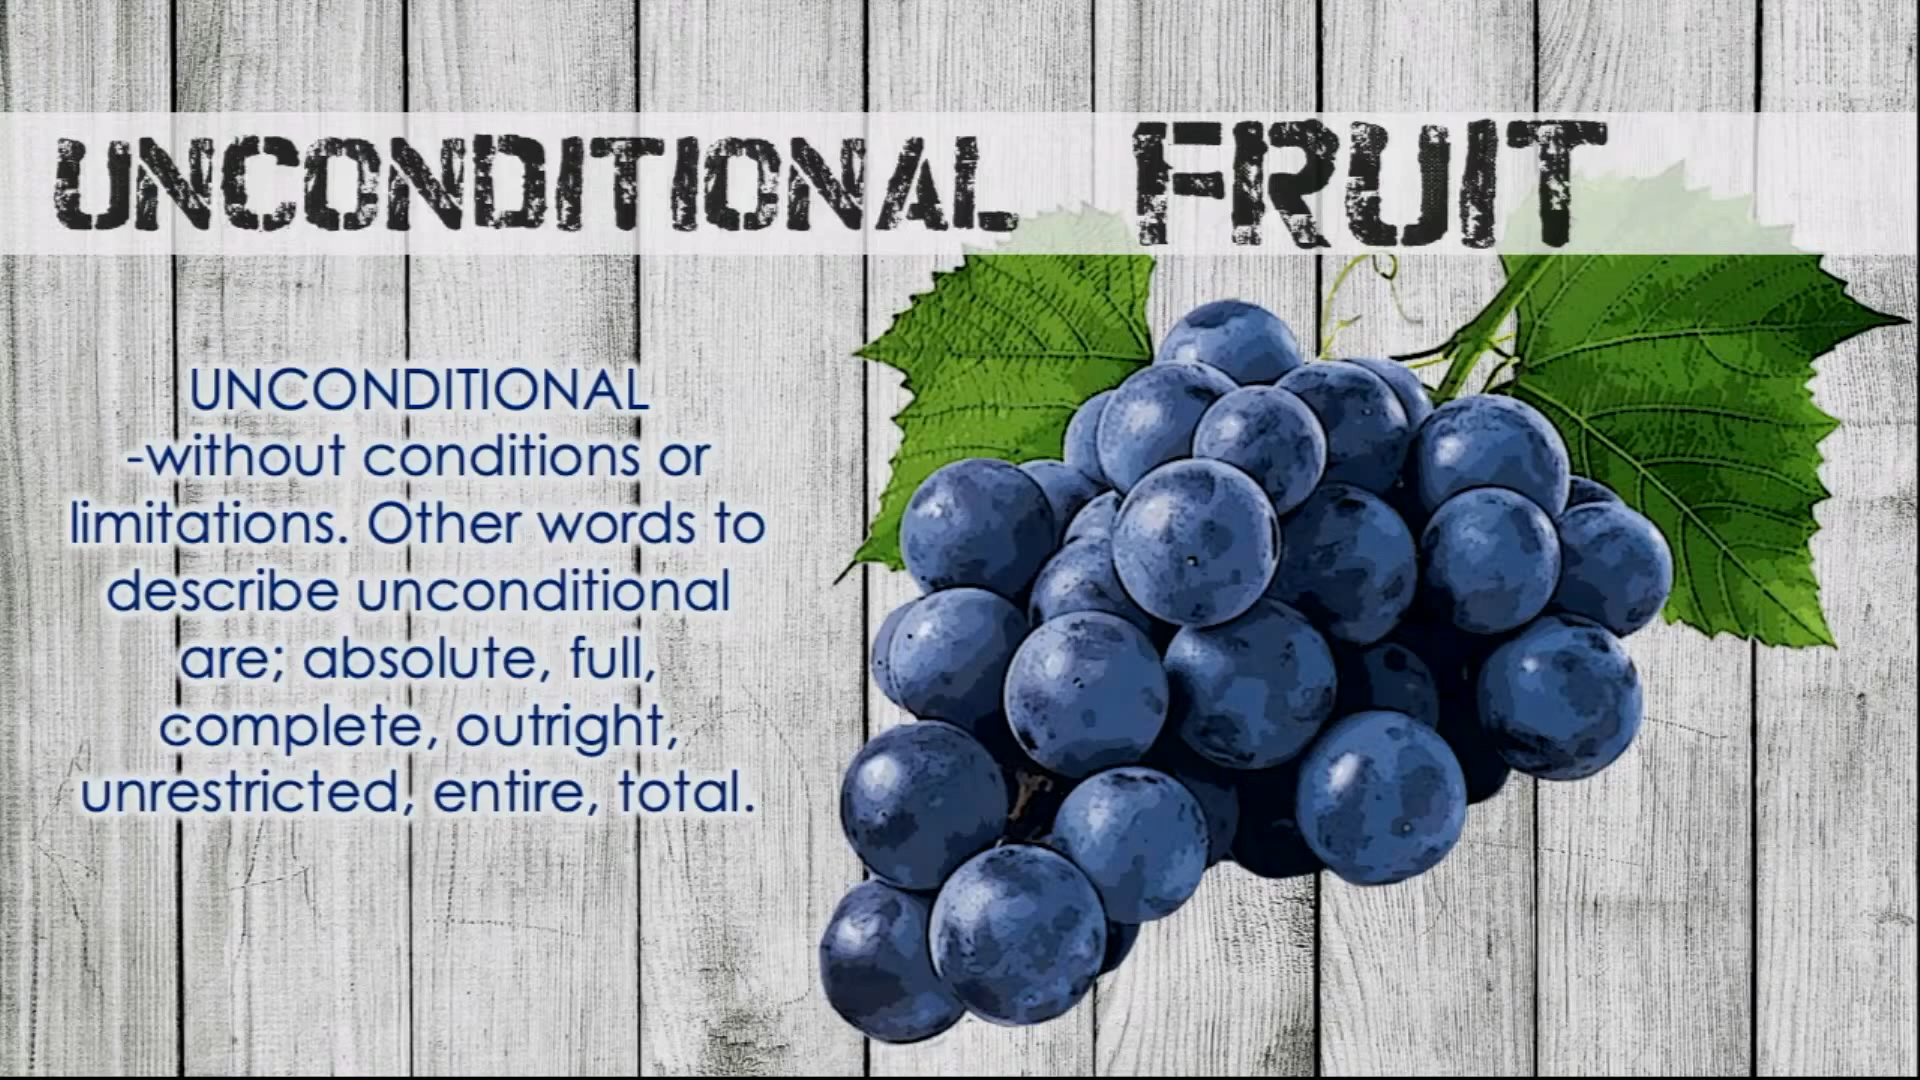 UNCONDITIONAL FRUIT
UNCONDITIONAL
-without conditions or
limitations. Other words to
describe unconditional
are; absolute, full,
complete, outright,
unrestricted, entire, total.